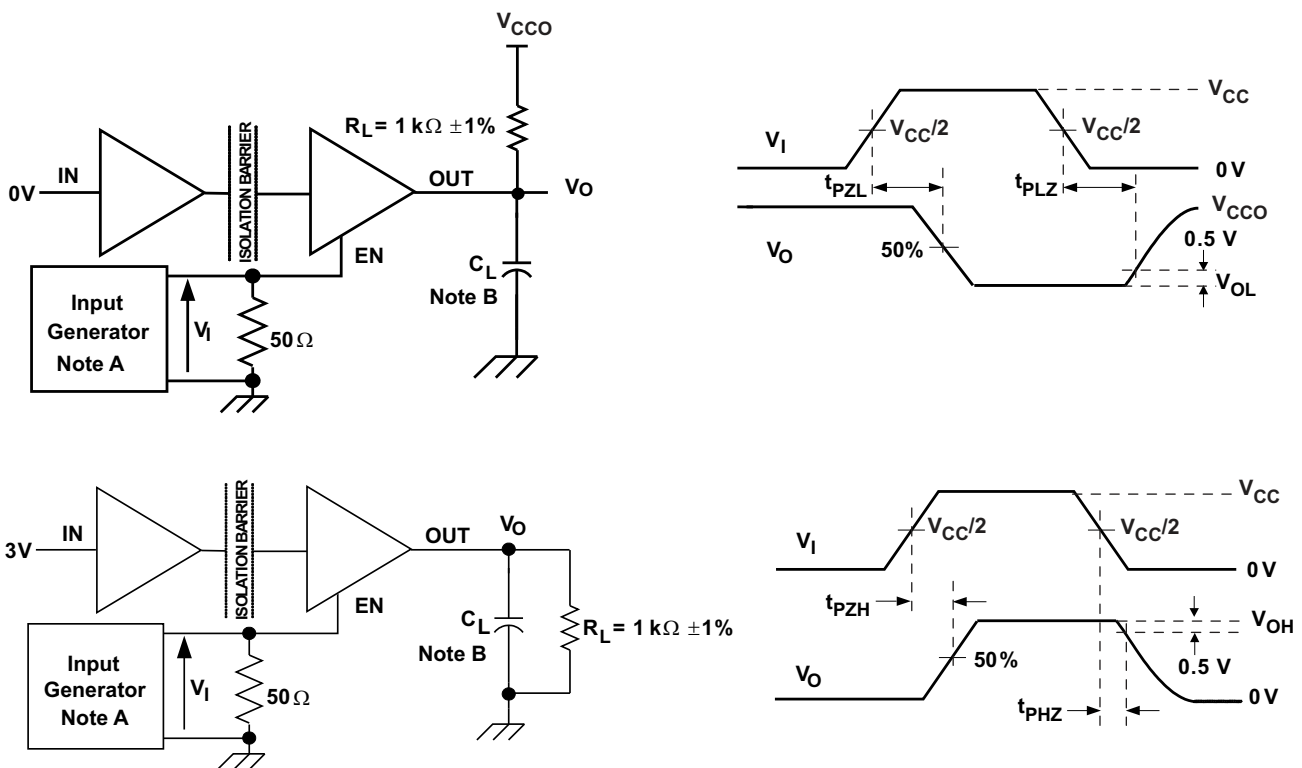 VCCO
RL = 1 kΩ ±1%
ISOLATION BARRIER
0V
IN
OUT
VO
EN
CL
Note B
Input
Generator
Note A
VI
50 Ω
VCC
VCC/2
VCC/2
VI
0 V
tPZL
tPLZ
VCCO
VO
50%
0.5 V
VOL
ISOLATION BARRIER
3V
IN
OUT
VO
EN
CL
Note B
RL = 1 kΩ ±1%
Input
Generator
Note A
VI
50 Ω
VCC
VCC/2
VCC/2
VI
0 V
tPZH
VOH
VO
50%
0.5 V
tPHZ
0 V